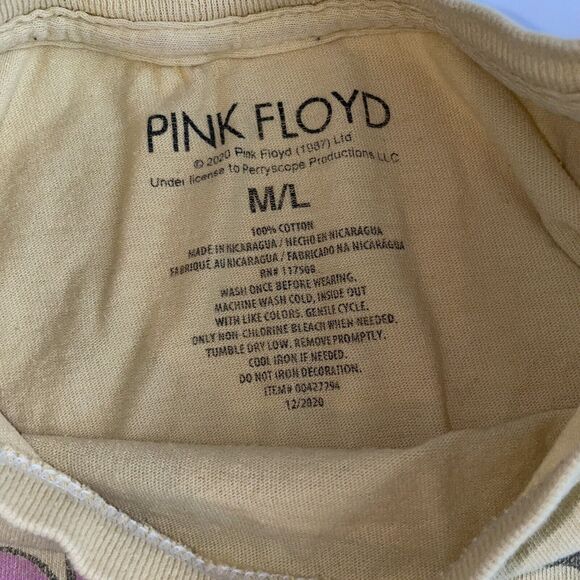 PINK FLOYD
© 2020 Pink Floyd (1987) Ltd
Under license to Perryscope Productions LLC
M/L
100% COTTON
MADE IN NICARAGUA / HECHO EN NICARAGUA
FABRIQUE AU NICARAGUA / FABRICADO NA NICARAGUA
RN# 117508
WASH ONCE BEFORE WEARING.
MACHINE WASH COLD, INSIDE OUT
WITH LIKE COLORS. GENTLE CYCLE.
ONLY NON-CHLORINE BLEACH WHEN NEEDED.
TUMBLE DRY LOW. REMOVE PROMPTLY.
COOL IRON IF NEEDED.
DO NOT IRON DECORATION.
ITEM# 00427794
12/2020